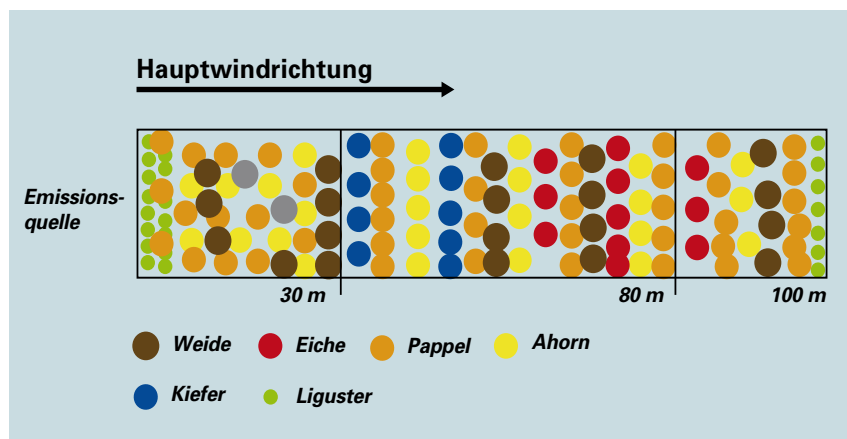 Hauptwindrichtung
Emissions-
quelle
30 m
80 m
100 m
Weide
Eiche
Pappel
Ahorn
Kiefer
Liguster